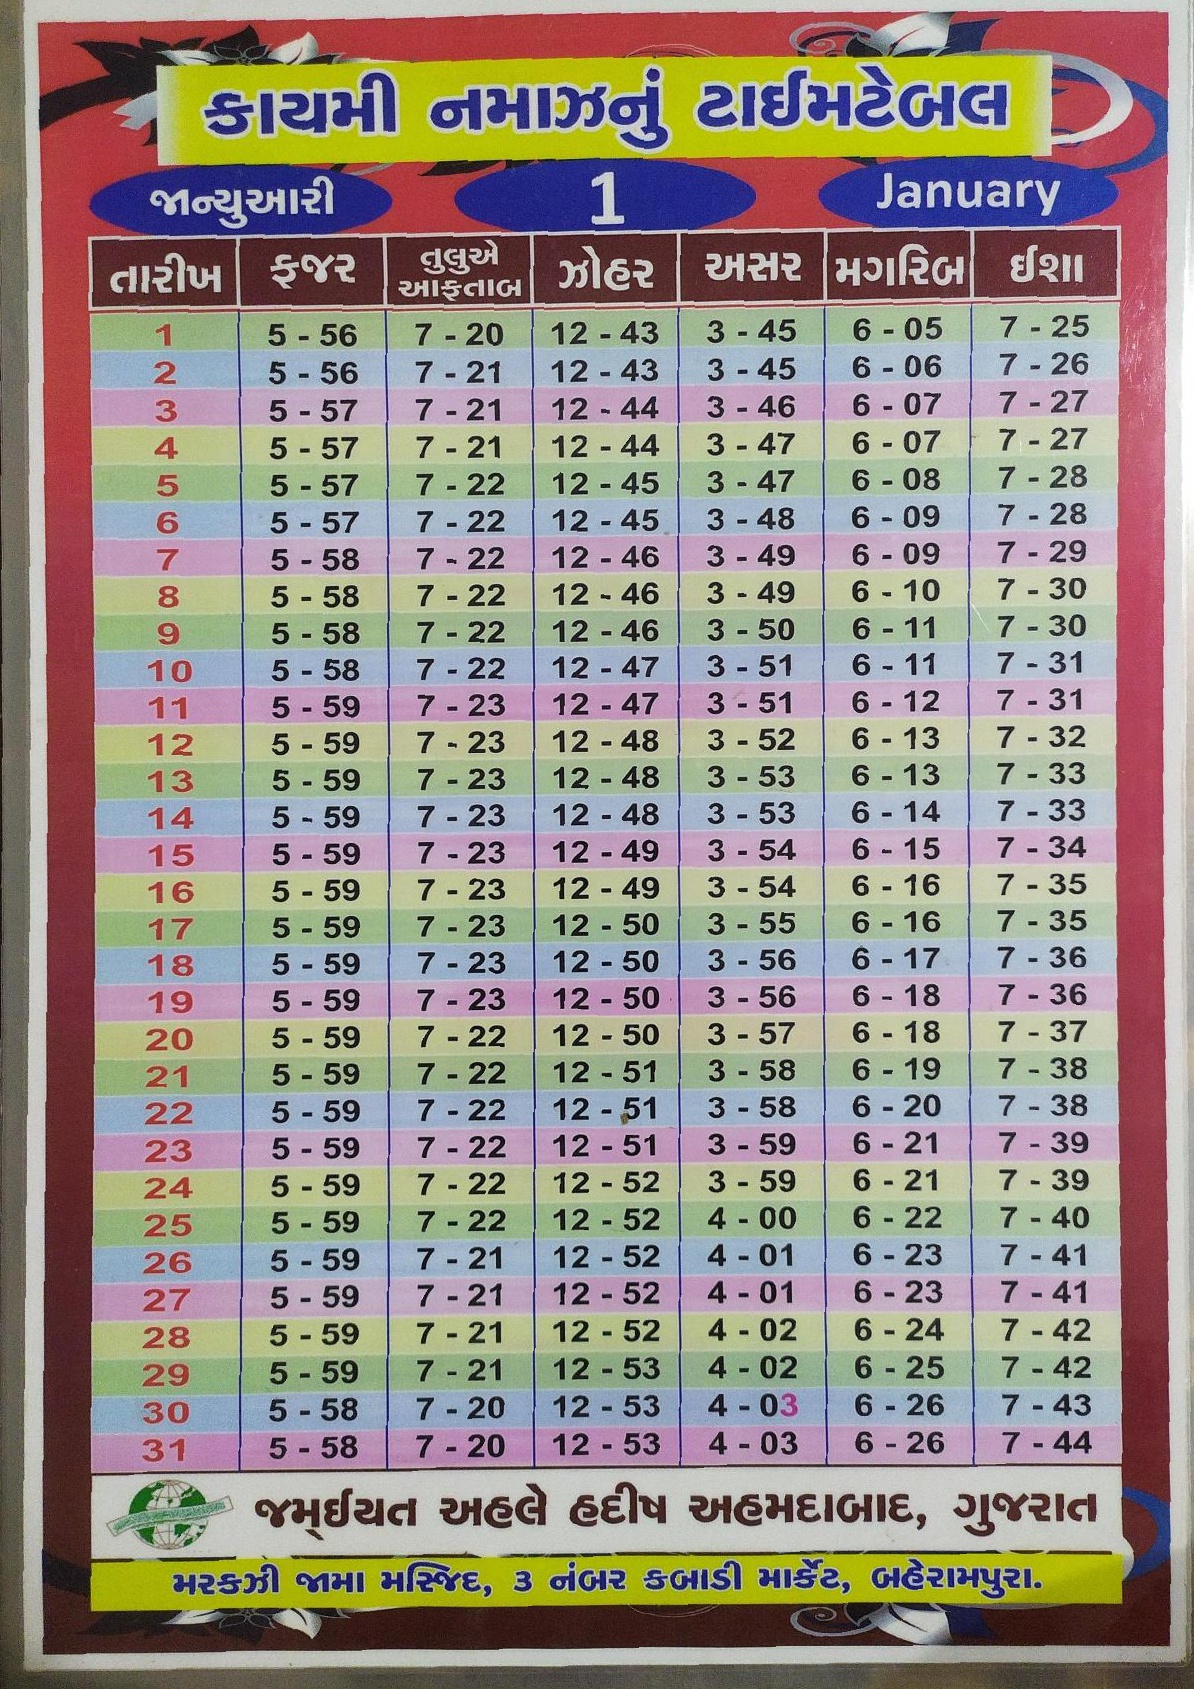 કાયમી નમાઝનું ટાઈમટેબલ
જાન્યુઆરી 1 January
તારીખ ફજર તુલુએ આફતાબ ઝોહર અસર મગરિબ ઈશા
1 5 - 56 7 - 20 12 - 43 3 - 45 6 - 05 7 - 25
2 5 - 56 7 - 21 12 - 43 3 - 45 6 - 06 7 - 26
3 5 - 57 7 - 21 12 - 44 3 - 46 6 - 07 7 - 27
4 5 - 57 7 - 21 12 - 44 3 - 47 6 - 07 7 - 27
5 5 - 57 7 - 22 12 - 45 3 - 47 6 - 08 7 - 28
6 5 - 57 7 - 22 12 - 45 3 - 48 6 - 09 7 - 28
7 5 - 58 7 - 22 12 - 46 3 - 49 6 - 09 7 - 29
8 5 - 58 7 - 22 12 - 46 3 - 49 6 - 10 7 - 30
9 5 - 58 7 - 22 12 - 46 3 - 50 6 - 11 7 - 30
10 5 - 58 7 - 22 12 - 47 3 - 51 6 - 11 7 - 31
11 5 - 59 7 - 23 12 - 47 3 - 51 6 - 12 7 - 31
12 5 - 59 7 - 23 12 - 48 3 - 52 6 - 13 7 - 32
13 5 - 59 7 - 23 12 - 48 3 - 53 6 - 13 7 - 33
14 5 - 59 7 - 23 12 - 48 3 - 53 6 - 14 7 - 33
15 5 - 59 7 - 23 12 - 49 3 - 54 6 - 15 7 - 34
16 5 - 59 7 - 23 12 - 49 3 - 54 6 - 16 7 - 35
17 5 - 59 7 - 23 12 - 50 3 - 55 6 - 16 7 - 35
18 5 - 59 7 - 23 12 - 50 3 - 56 6 - 17 7 - 36
19 5 - 59 7 - 23 12 - 50 3 - 56 6 - 18 7 - 36
20 5 - 59 7 - 22 12 - 50 3 - 57 6 - 18 7 - 37
21 5 - 59 7 - 22 12 - 51 3 - 58 6 - 19 7 - 38
22 5 - 59 7 - 22 12 - 51 3 - 58 6 - 20 7 - 38
23 5 - 59 7 - 22 12 - 51 3 - 59 6 - 21 7 - 39
24 5 - 59 7 - 22 12 - 52 3 - 59 6 - 21 7 - 39
25 5 - 59 7 - 22 12 - 52 4 - 00 6 - 22 7 - 40
26 5 - 59 7 - 21 12 - 52 4 - 01 6 - 23 7 - 41
27 5 - 59 7 - 21 12 - 52 4 - 01 6 - 23 7 - 41
28 5 - 59 7 - 21 12 - 52 4 - 02 6 - 24 7 - 42
29 5 - 59 7 - 21 12 - 53 4 - 02 6 - 25 7 - 42
30 5 - 58 7 - 20 12 - 53 4 - 03 6 - 26 7 - 43
31 5 - 58 7 - 20 12 - 53 4 - 03 6 - 26 7 - 44
જમ્ઈયત અહલે હદીષ અહમદાબાદ, ગુજરાત
મરકઝી જામા મસ્જિદ, ૩ નંબર કબાડી માર્કેટ, બહેરામપુરા.